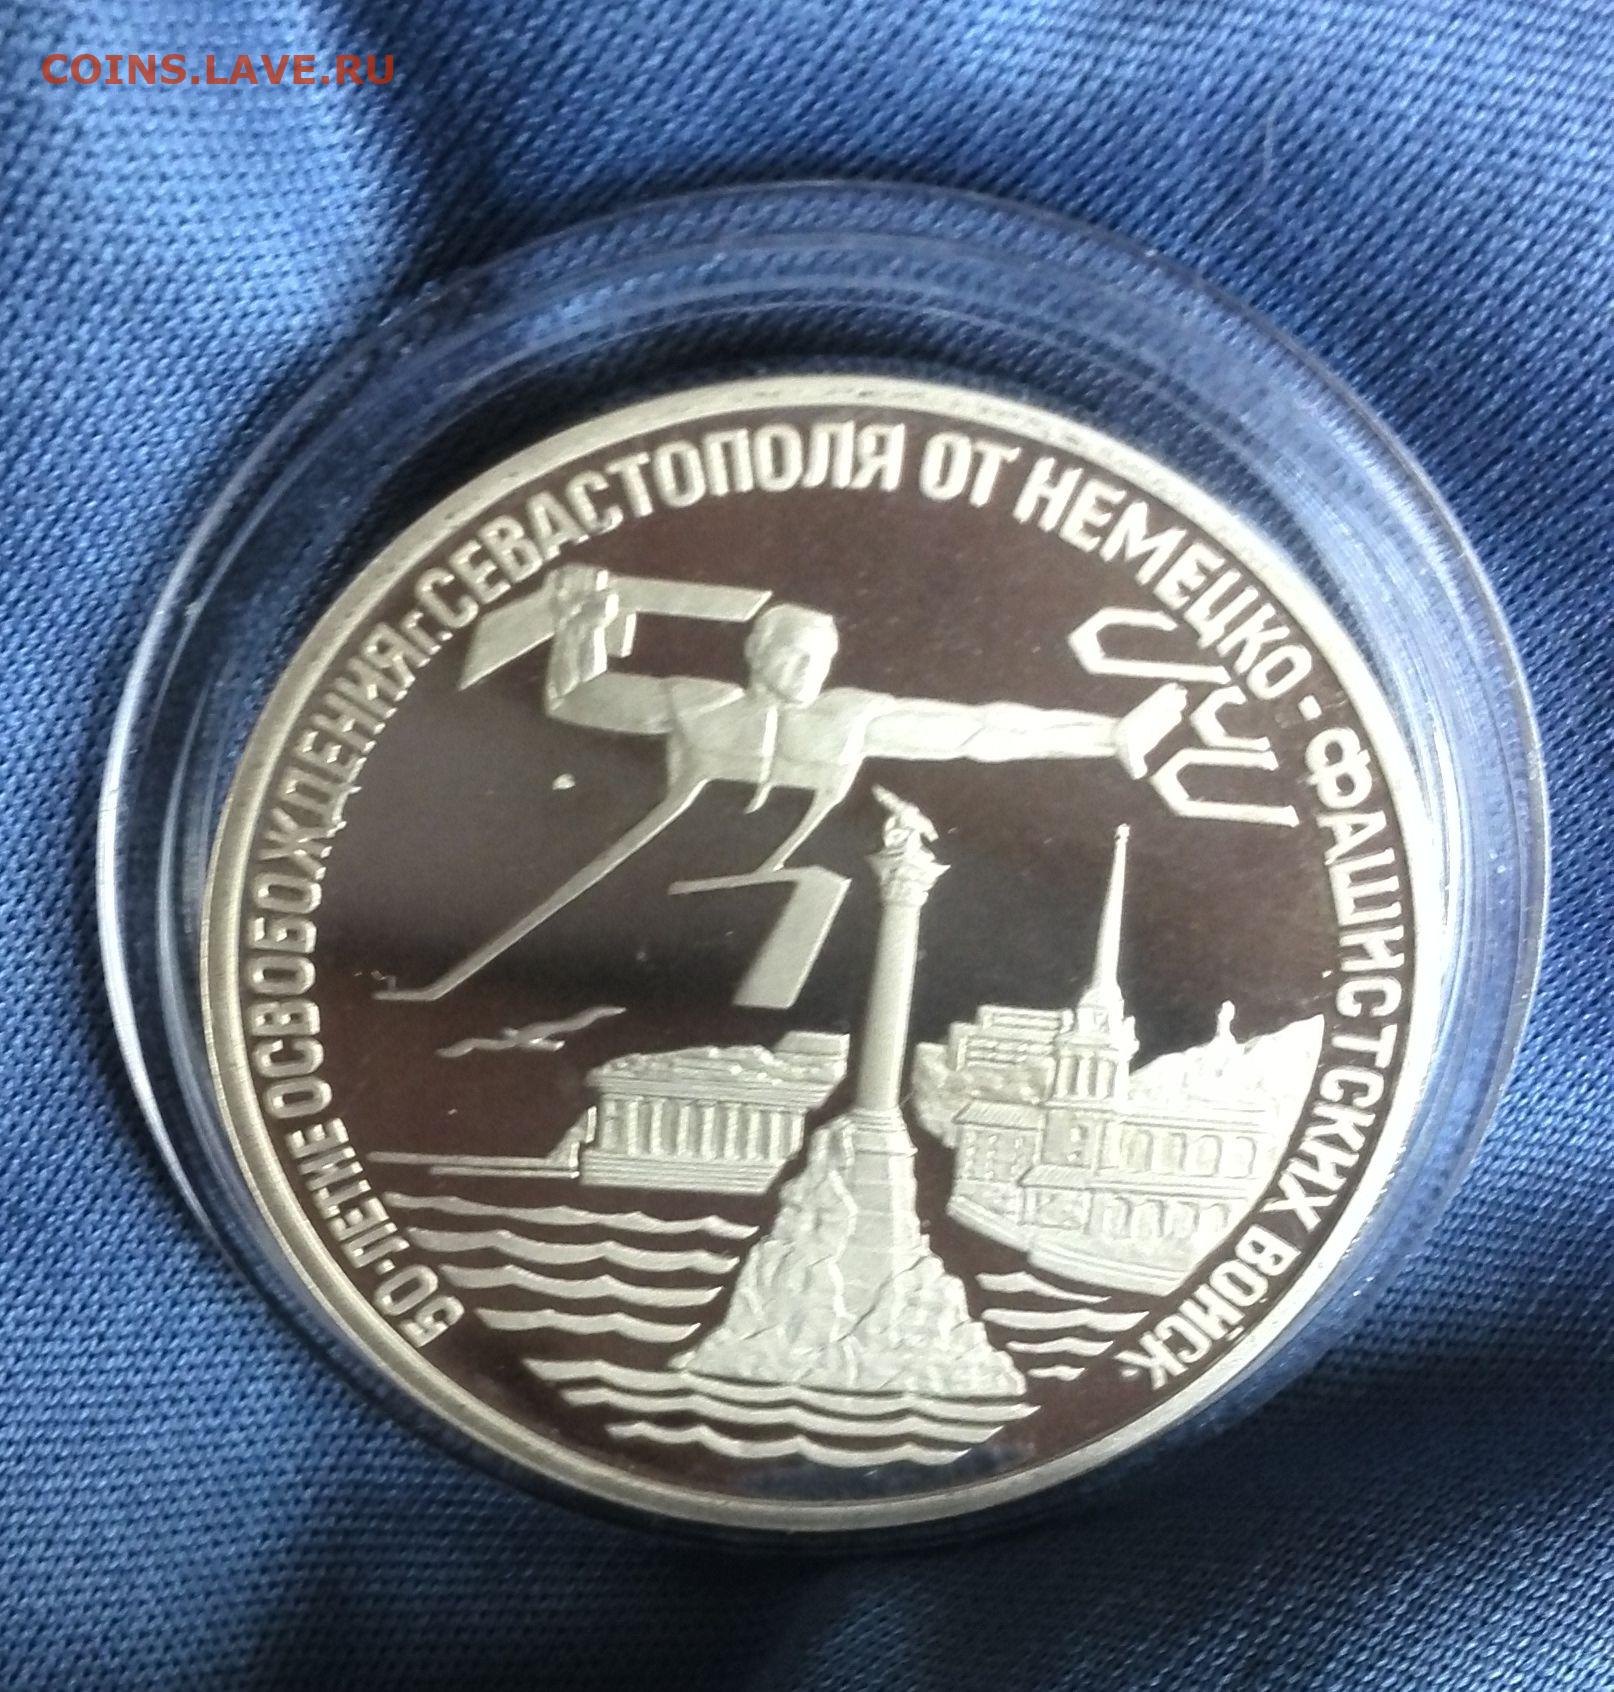 COINS.LAVE.RU
50-ЛЕТИЕ ОСВОБОЖДЕНИЯ г. СЕВАСТОПОЛЯ ОТ НЕМЕЦКО-ФАШИСТСКИХ ВОЙСК